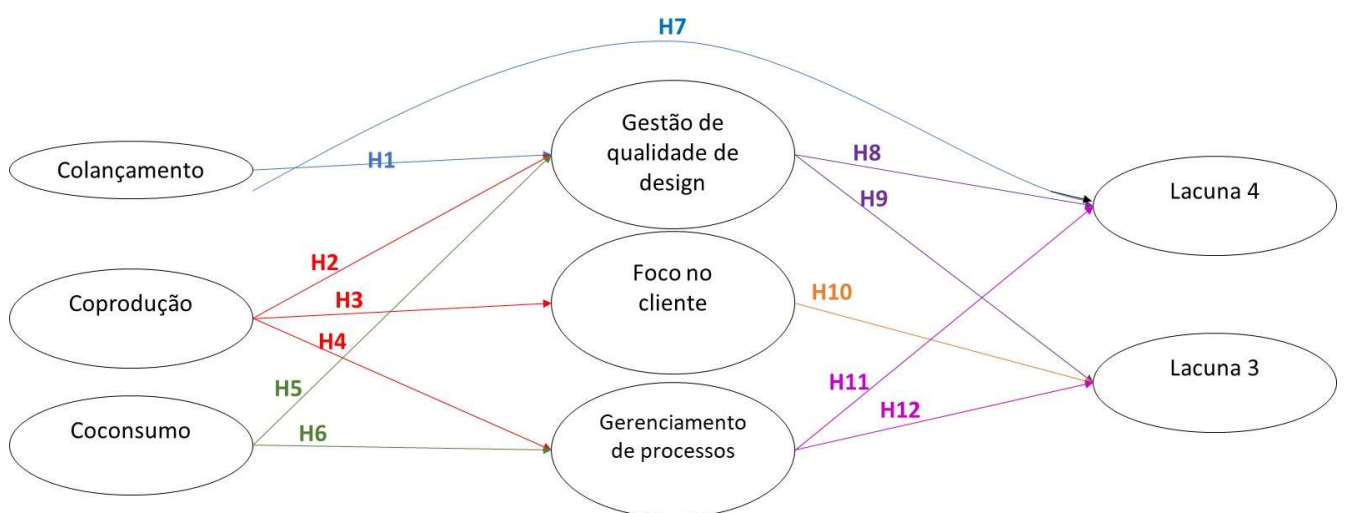 H7
Colançamento
H1
Gestão de
qualidade de
design
H8
H9
Lacuna 4
Coprodução
H2
H3
H4
Foco no
cliente
H10
Lacuna 3
Coconsumo
H5
H6
Gerenciamento
de processos
H11
H12